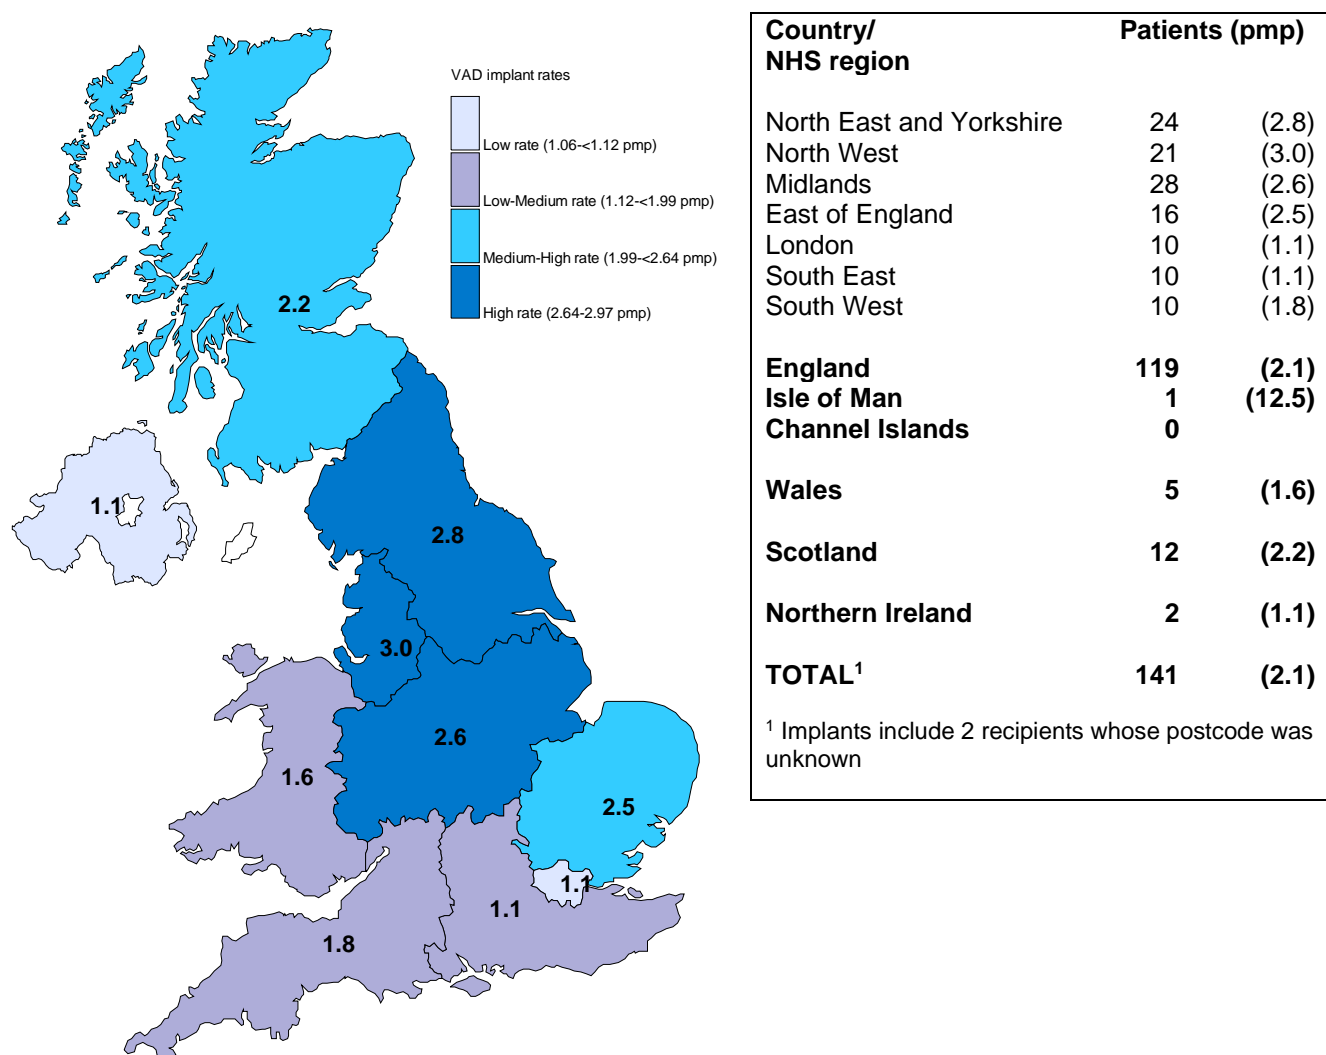 VAD implant rates
Low rate (1.06-<1.12 pmp)
Low-Medium rate (1.12-<1.99 pmp)
Medium-High rate (1.99-<2.64 pmp)
High rate (2.64-2.97 pmp)
2.2
1.1
2.8
3.0
2.6
1.6
2.5
1.1
1.1
1.8
Country/ Patients (pmp)
NHS region
North East and Yorkshire 24 (2.8)
North West 21 (3.0)
Midlands 28 (2.6)
East of England 16 (2.5)
London 10 (1.1)
South East 10 (1.1)
South West 10 (1.8)
England 119 (2.1)
Isle of Man 1 (12.5)
Channel Islands 0
Wales 5 (1.6)
Scotland 12 (2.2)
Northern Ireland 2 (1.1)
TOTAL¹ 141 (2.1)
¹ Implants include 2 recipients whose postcode was
unknown